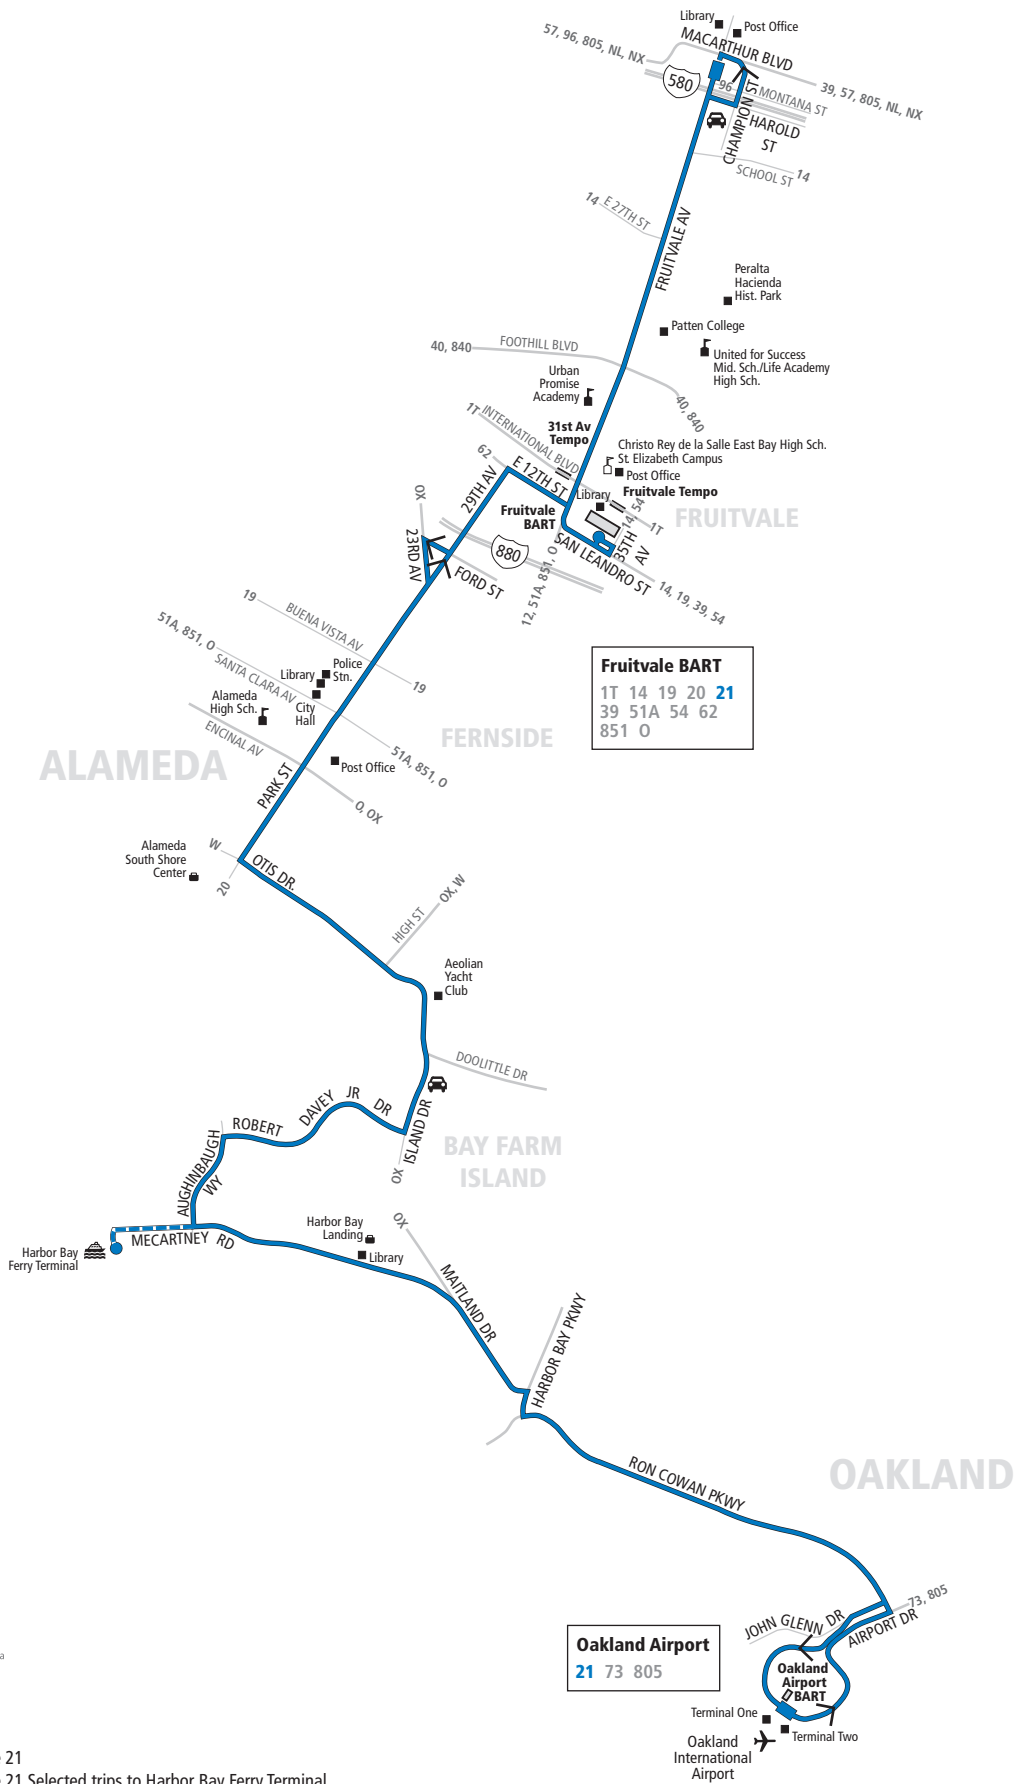 Library
Post Office
57, 96, 805, NL, NX
MACARTHUR BLVD
580
96
MONTANA ST
39, 57, 805, NL, NX
CHAMPION ST
HAROLD
ST
SCHOOL ST
14
14
E 27TH ST
FRUITVALE AV
Peralta
Hacienda
Hist. Park
Patten College
United for Success
Mid. Sch./Life Academy
High Sch.
40, 840
FOOTHILL BLVD
40, 840
Urban
Promise
Academy
1T
INTERNATIONAL BLVD
31st Av
Tempo
Christo Rey de la Salle East Bay High Sch.
St. Elizabeth Campus
Post Office
Library
Fruitvale Tempo
62
E 12TH ST
29TH AV
Fruitvale
BART
14, 54
1T
FRUITVALE
35TH
AV
SAN LEANDRO ST
14, 19, 39, 54
12, 51A, 851, O
OX
23RD AV
880
FORD ST
19
BUENA VISTA AV
19
51A, 851, O
SANTA CLARA AV
Police
Stn.
Library
City
Hall
Alameda
High Sch.
ENCINAL AV
51A, 851, O
Fruitvale BART
1T 14 19 20 21
39 51A 54 62
851 O
FERNSIDE
ALAMEDA
Post Office
PARK ST
O, OX
Alameda
South Shore
Center
W
20
OTIS DR.
HIGH ST
OX, W
Aeolian
Yacht
Club
DOOLITTLE DR
ROBERT DAVEY JR DR
ISLAND DR
OX
BAY FARM
ISLAND
AUGHINBAUGH
WY
MECARTNEY RD
Harbor Bay
Ferry Terminal
Harbor Bay
Landing
Library
OX
MAITLAND DR
HARBOR BAY PKWY
RON COWAN PKWY
OAKLAND
73, 805
JOHN GLENN DR
AIRPORT DR
Oakland Airport
21 73 805
Oakland
Airport
BART
Terminal One
Terminal Two
Oakland
International
Airport
a
21
21 Selected trips to Harbor Bay Ferry Terminal